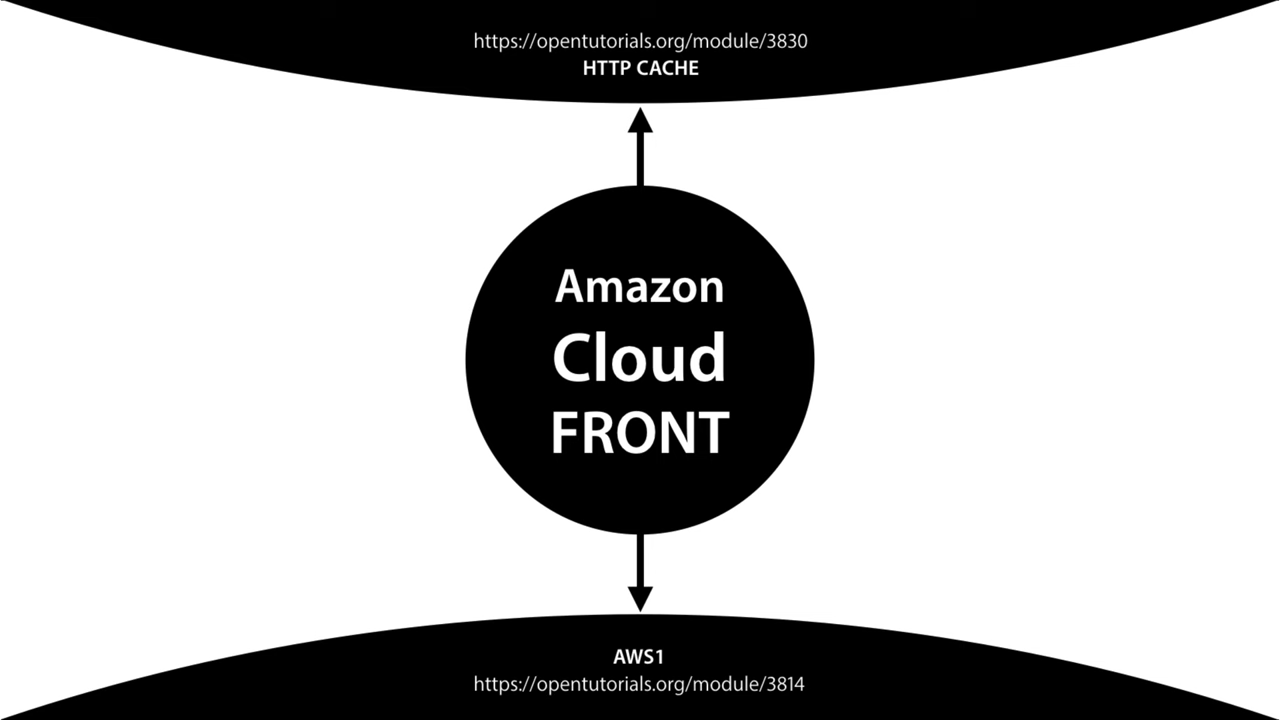 https://opentutorials.org/module/3830
HTTP CACHE
Amazon
Cloud
FRONT
AWS1
https://opentutorials.org/module/3814